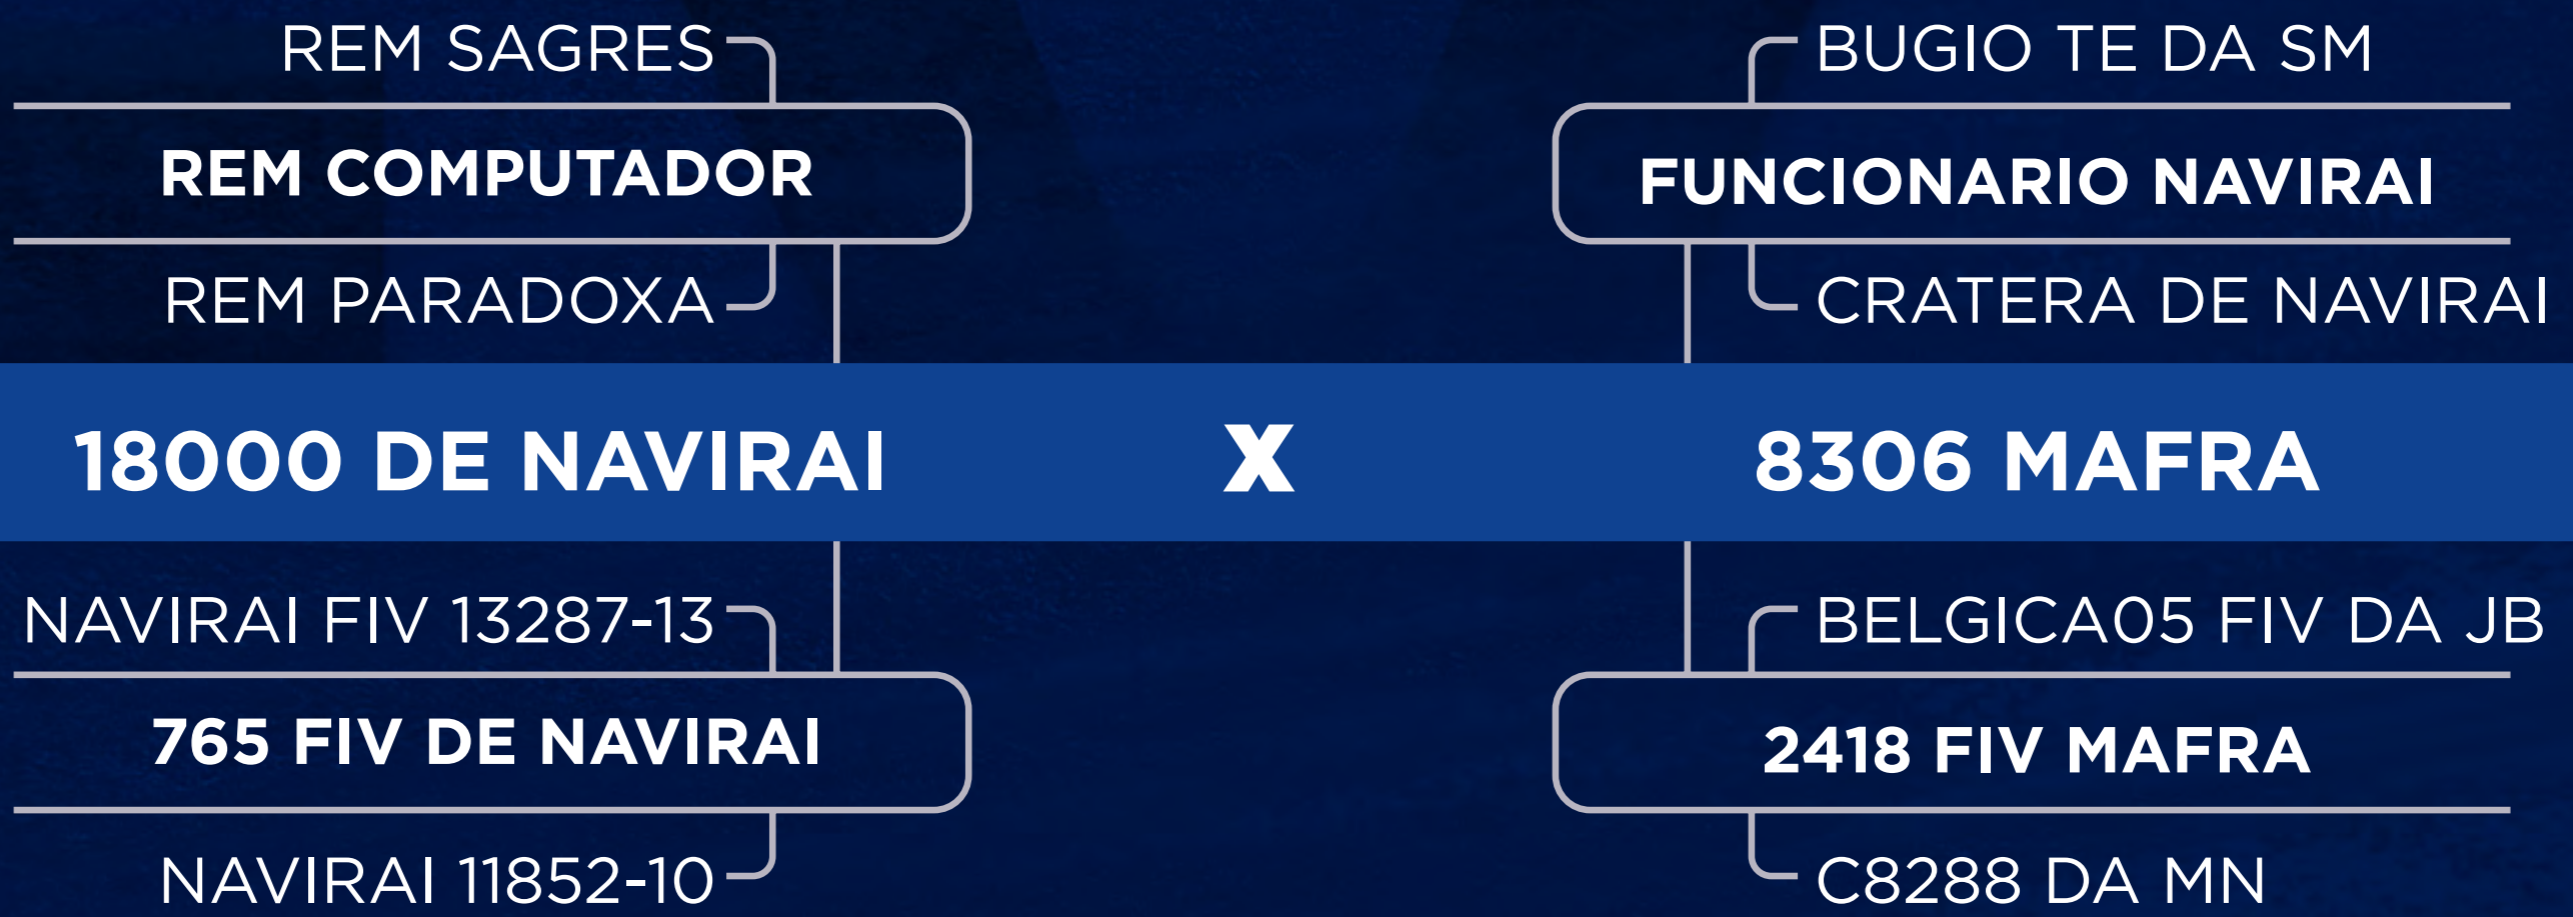 REM SAGRES
REM COMPUTADOR
REM PARADOXA
BUGIO TE DA SM
FUNCIONARIO NAVIRAI
CRATERA DE NAVIRAI
18000 DE NAVIRAI X 8306 MAFRA
NAVIRAI FIV 13287-13
765 FIV DE NAVIRAI
NAVIRAI 11852-10
BELGICA05 FIV DA JB
2418 FIV MAFRA
C8288 DA MN